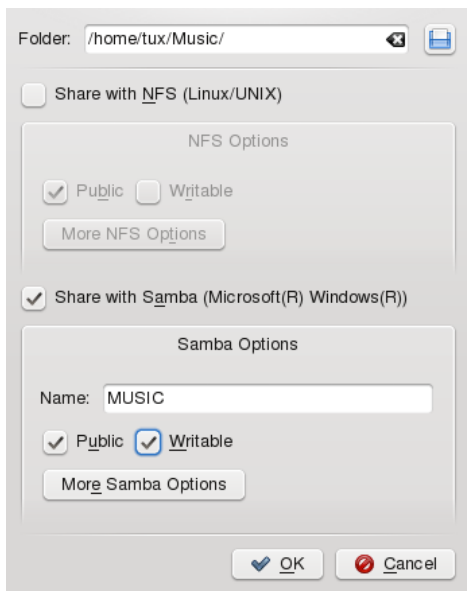 Folder: /home/tux/Music/
Share with NFS (Linux/UNIX)
NFS Options
Public Writable
More NFS Options
Share with Samba (Microsoft(R) Windows(R))
Samba Options
Name: MUSIC
Public Writable
More Samba Options
OK Cancel